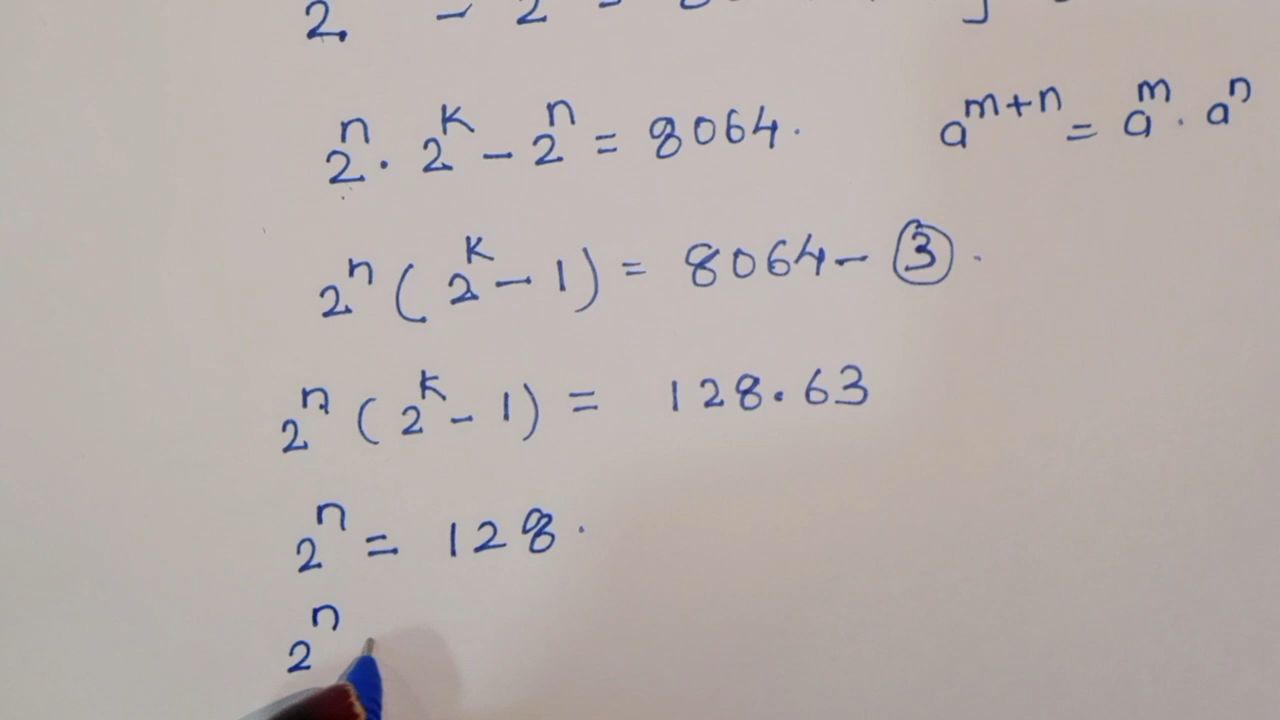 2ⁿ · 2ᵏ - 2ⁿ = 8064. aᵐ⁺ⁿ = aᵐ · aⁿ
2ⁿ ( 2ᵏ - 1 ) = 8064 - ③.
2ⁿ ( 2ᵏ - 1 ) = 128.63
2ⁿ = 128.
2ⁿ